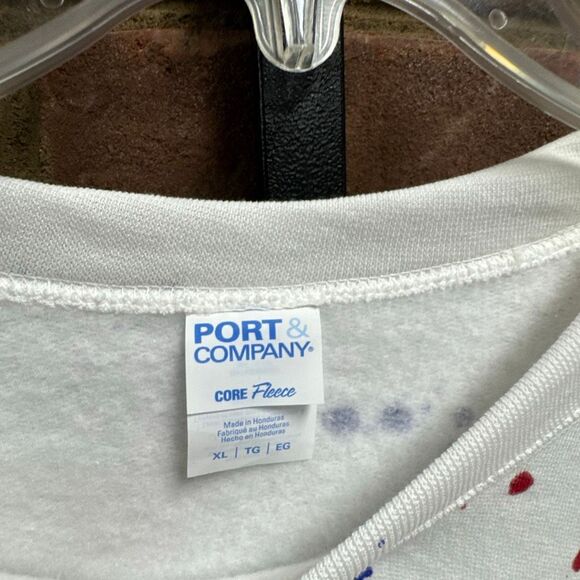 PORT &
COMPANY®
CORE Fleece
Made in Honduras
Fabriqué au Honduras
Hecho en Honduras
XL | TG | EG